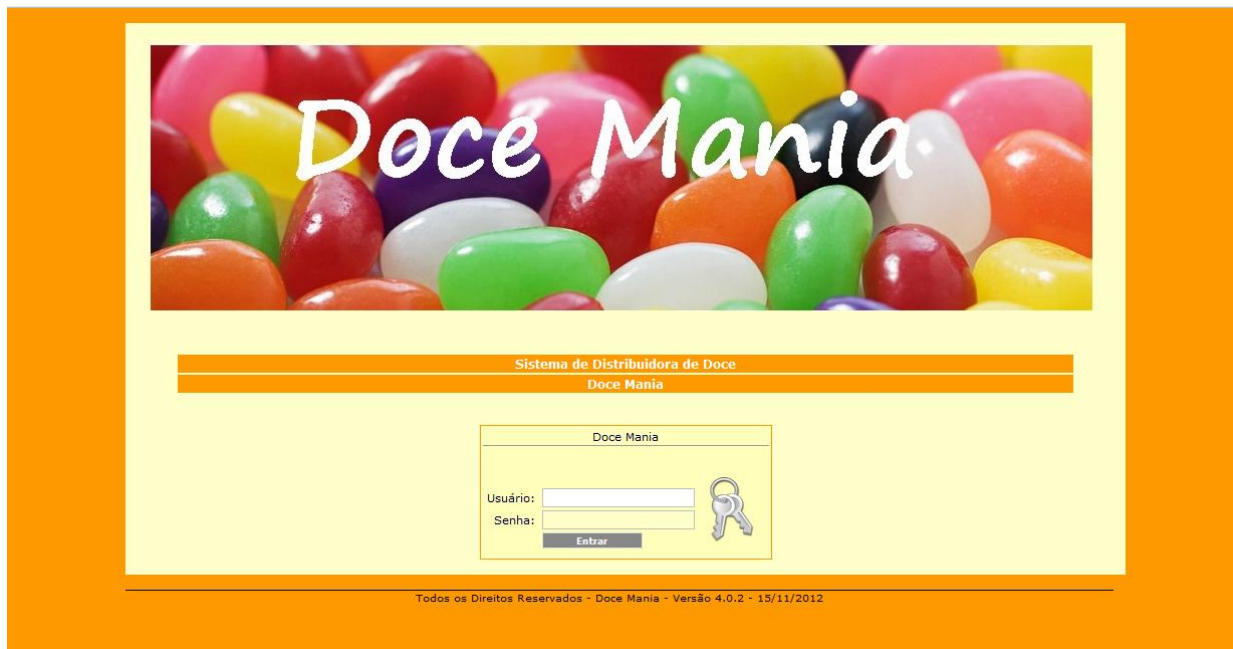 Doce Mania
Sistema de Distribuidora de Doce
Doce Mania
Doce Mania
Usuário:
Senha:
Entrar
Todos os Direitos Reservados - Doce Mania - Versão 4.0.2 - 15/11/2012